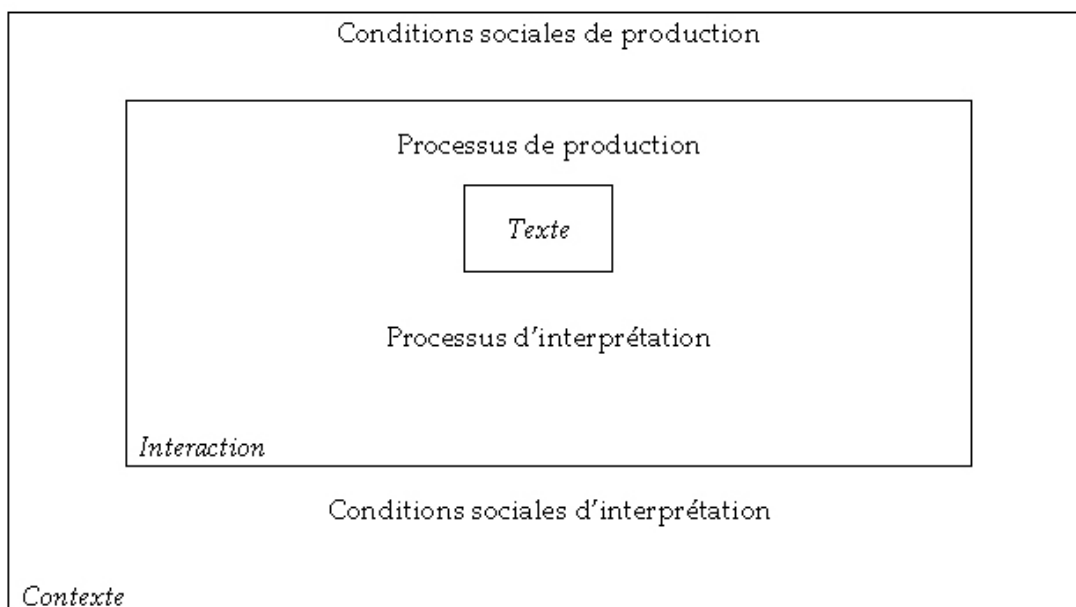 Conditions sociales de production
Processus de production
Texte
Processus d'interprétation
Interaction
Conditions sociales d'interprétation
Contexte